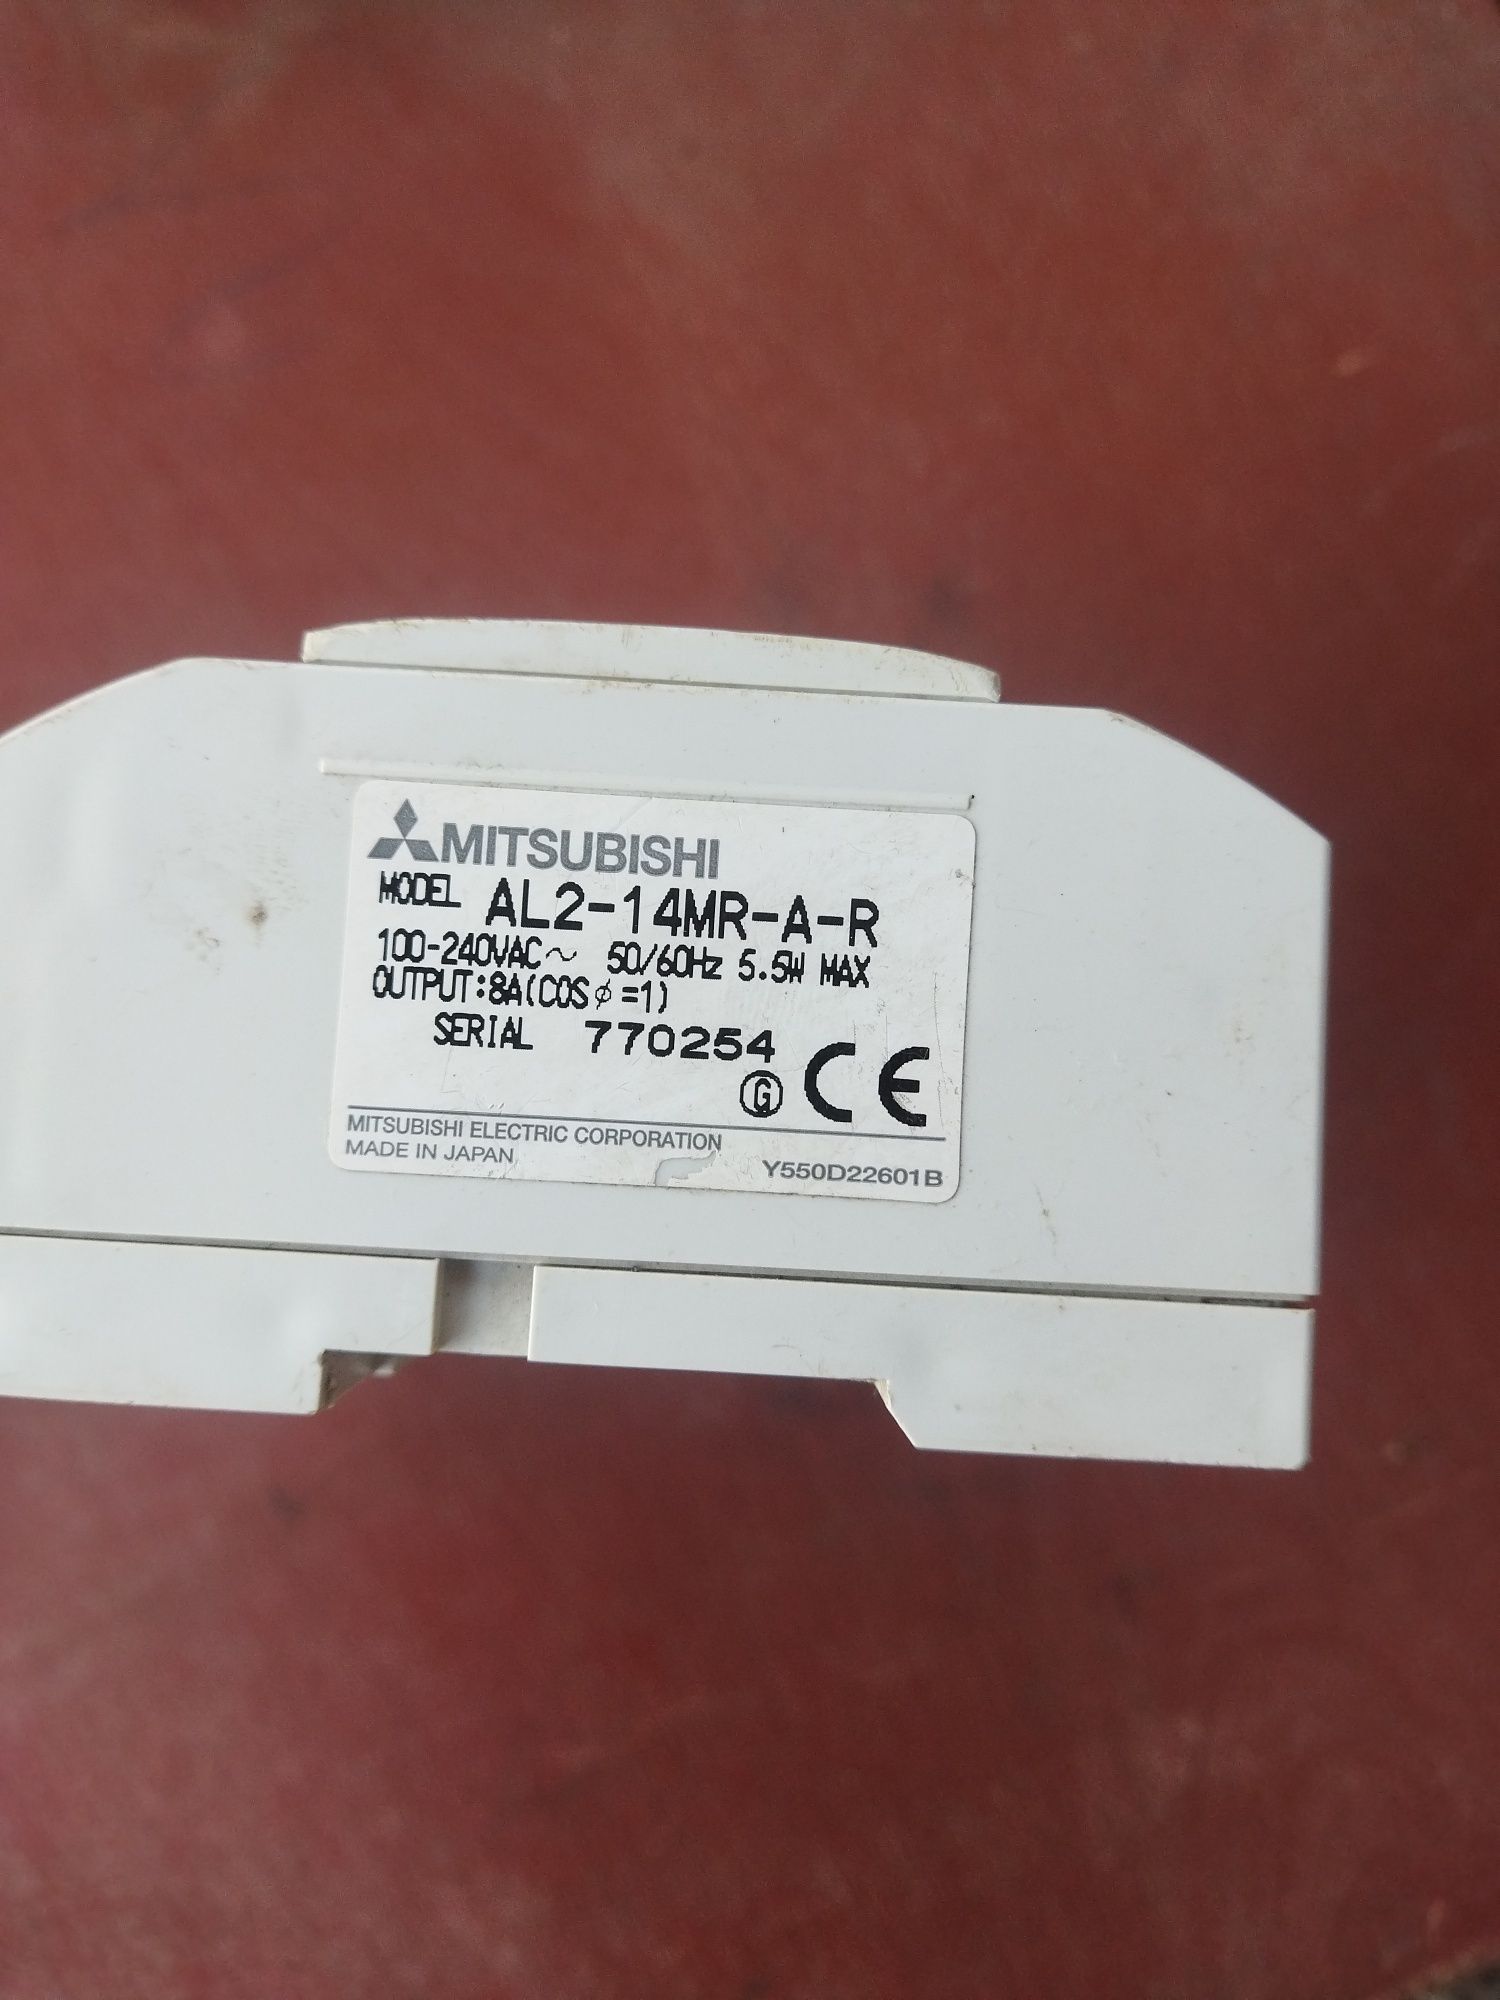 MITSUBISHI
MODEL AL2-14MR-A-R
100-240VAC~ 50/60Hz 5.5W MAX
OUTPUT:8A(COSφ=1)
SERIAL 770254
G CE
MITSUBISHI ELECTRIC CORPORATION
MADE IN JAPAN
Y550D22601B